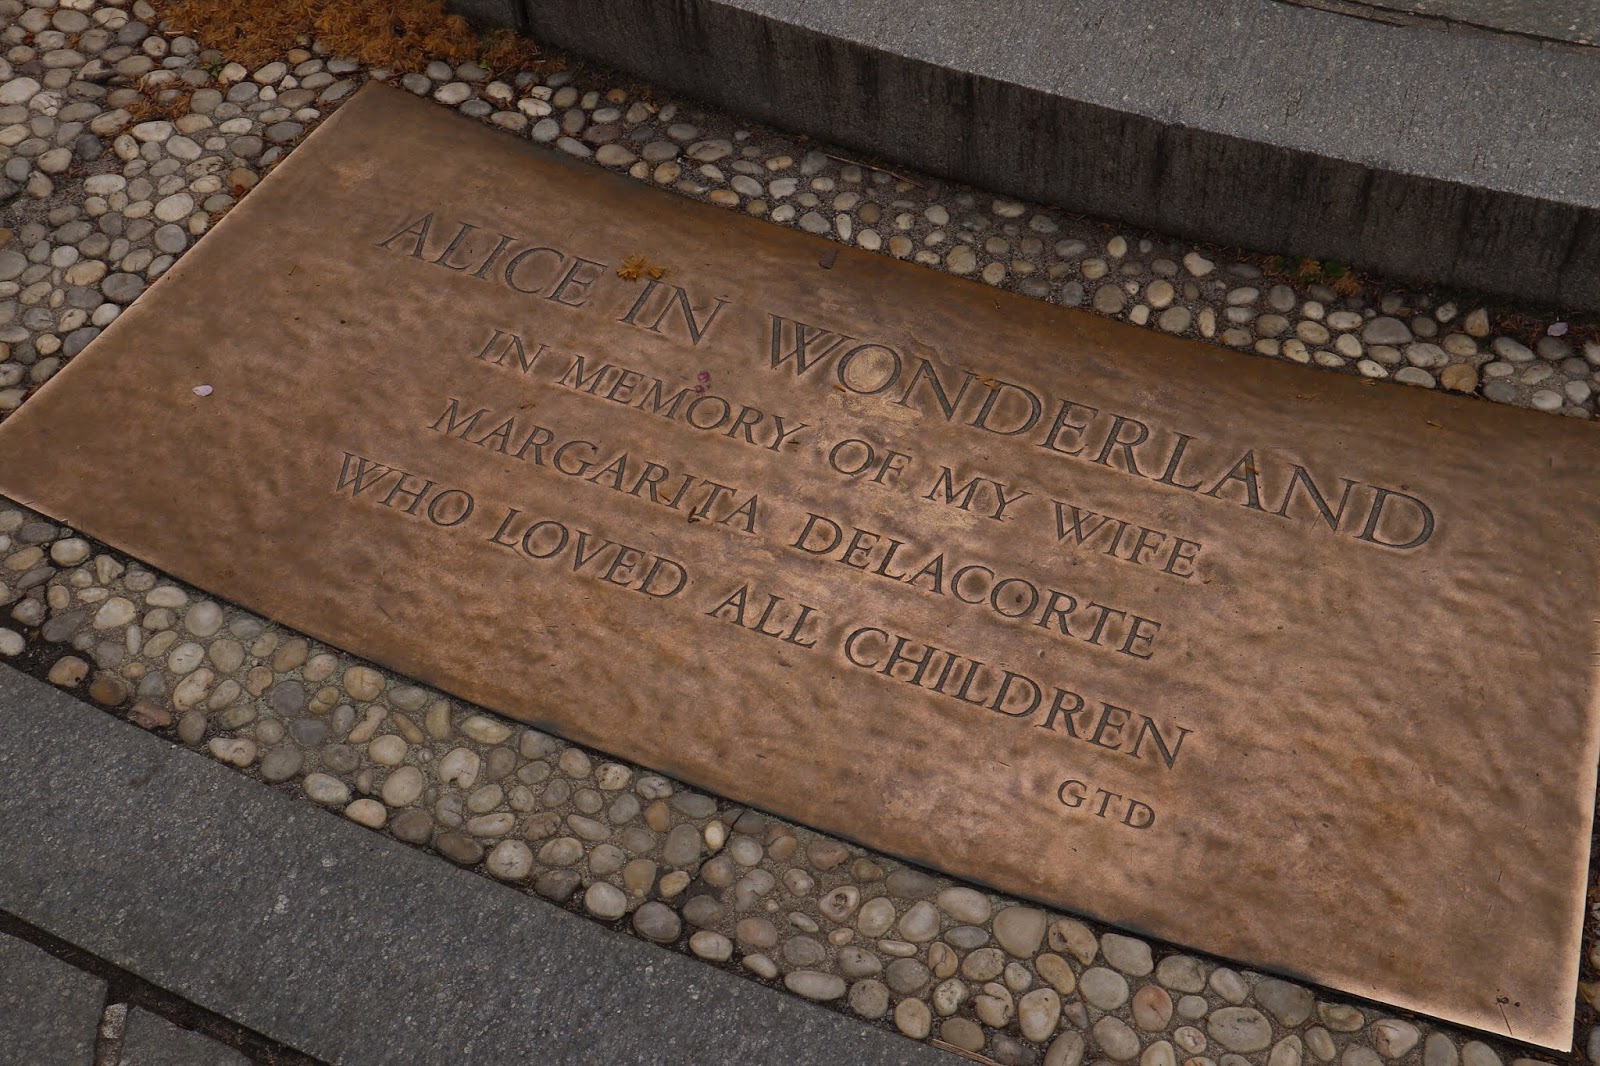 ALICE IN WONDERLAND
IN MEMORY OF MY WIFE
MARGARITA DELACORTE
WHO LOVED ALL CHILDREN
GTD